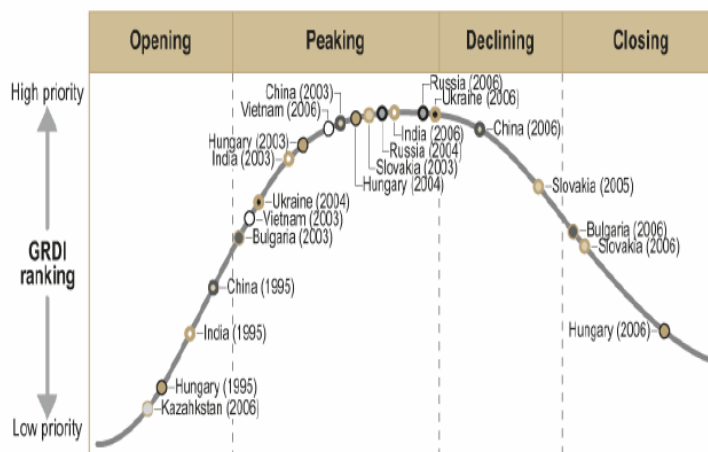 Opening
Peaking
Declining
Closing
High priority
GRDI
ranking
Low priority
China (2003)
Vietnam (2006)
Hungary (2003)
India (2003)
Ukraine (2004)
Vietnam (2003)
Bulgaria (2003)
China (1995)
India (1995)
Hungary (1995)
Kazahkstan (2006)
Russia (2006)
Ukraine (2006)
India (2006)
Russia (2004)
Slovakia (2003)
Hungary (2004)
China (2006)
Slovakia (2005)
Bulgaria (2006)
Slovakia (2006)
Hungary (2006)